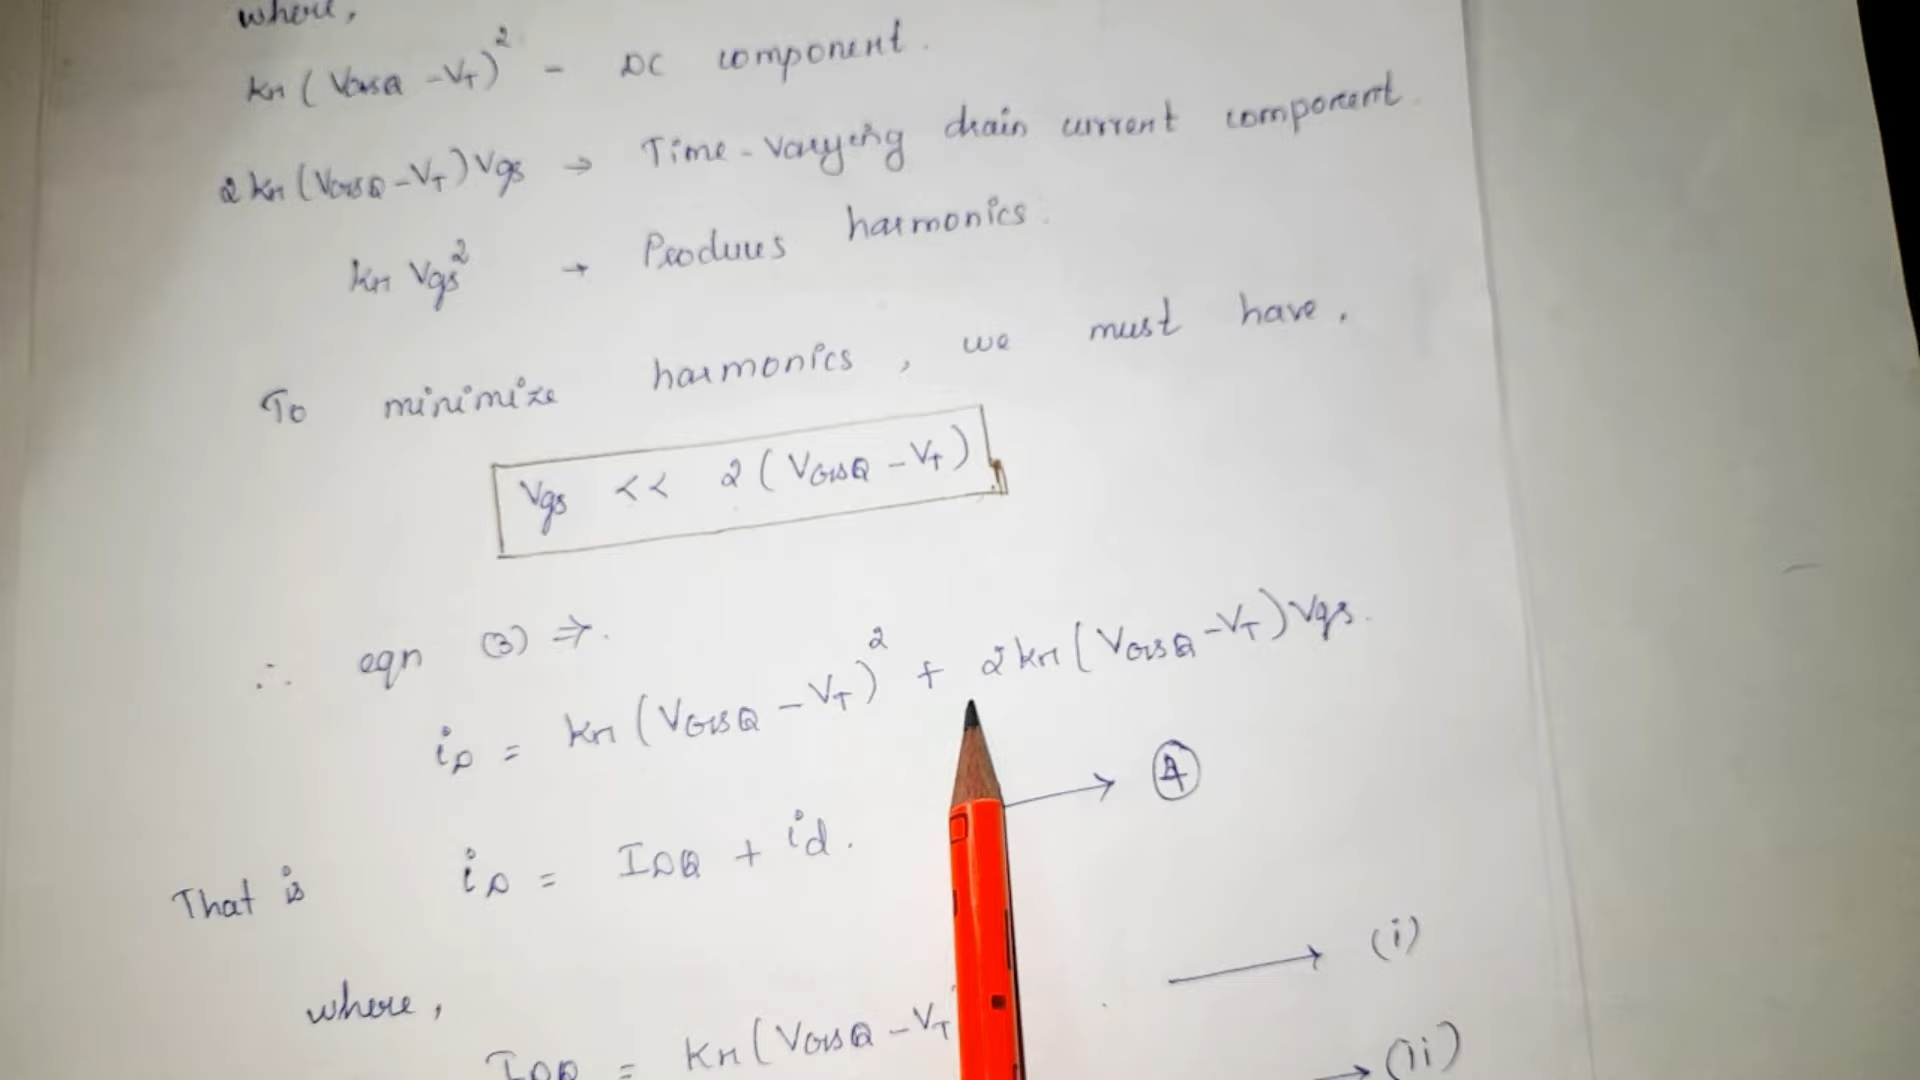 where,
kn (VGSQ -VT)² - DC component.
2kn (VGSQ -VT) Vgs → Time-varying drain current component.
kn Vgs² → Produces harmonics.
To minimize harmonics, we must have,
Vgs << 2 (VGSQ -VT)
∴ eqn (3) ⇒.
iD = kn (VGSQ -VT)² + 2kn (VGSQ -VT) Vgs.
→ (4)
That is iD = IDQ + id.
where, → (i)
IDQ = kn (VGSQ -VT
→ (ii)